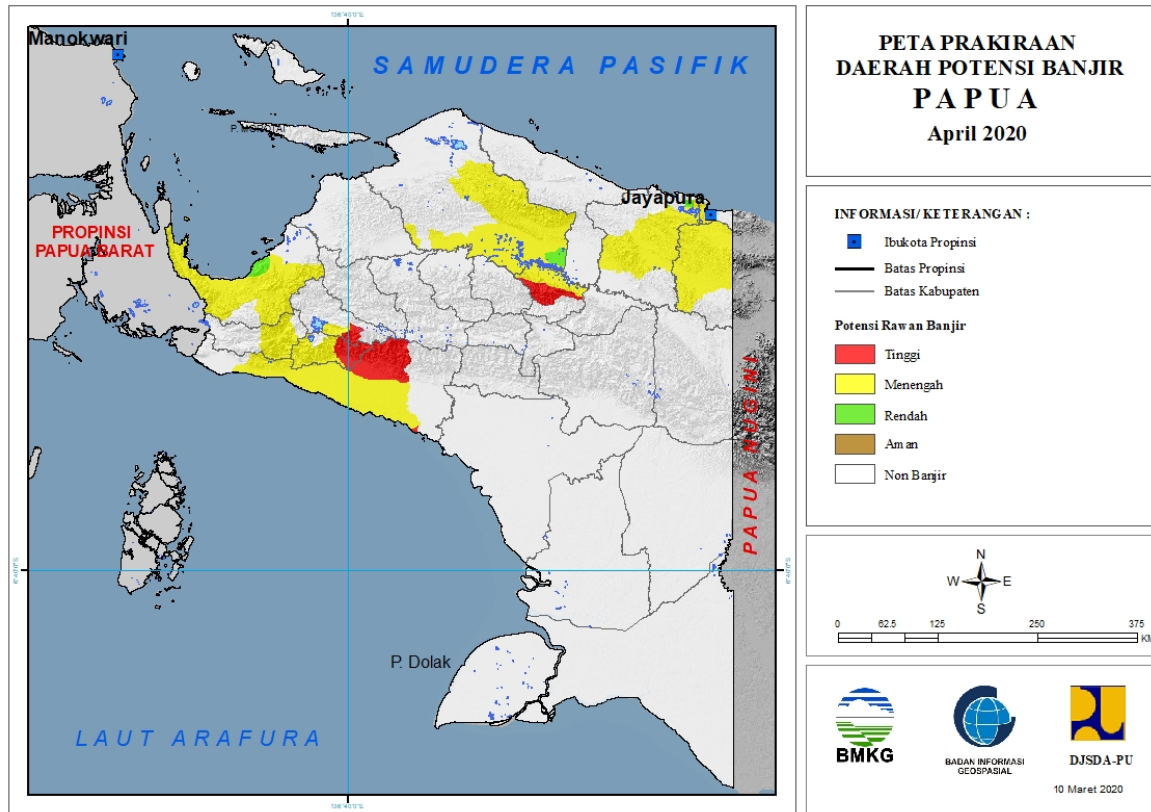 Manokwari
SAMUDERA PASIFIK
Jayapura
PROPINSI
PAPUA BARAT
PAPUA NUGINI
P. Dolak
LAUT ARAFURA
PETA PRAKIRAAN
DAERAH POTENSI BANJIR
PAPUA
April 2020
INFORMASI/ KETERANGAN :
Ibukota Propinsi
Batas Propinsi
Batas Kabupaten
Potensi Rawan Banjir
Tinggi
Menengah
Rendah
Aman
Non Banjir
N
W E
S
0 62.5 125 250 375
KM
BMKG
BADAN INFORMASI
GEOSPASIAL
DJSDA-PU
10 Maret 2020